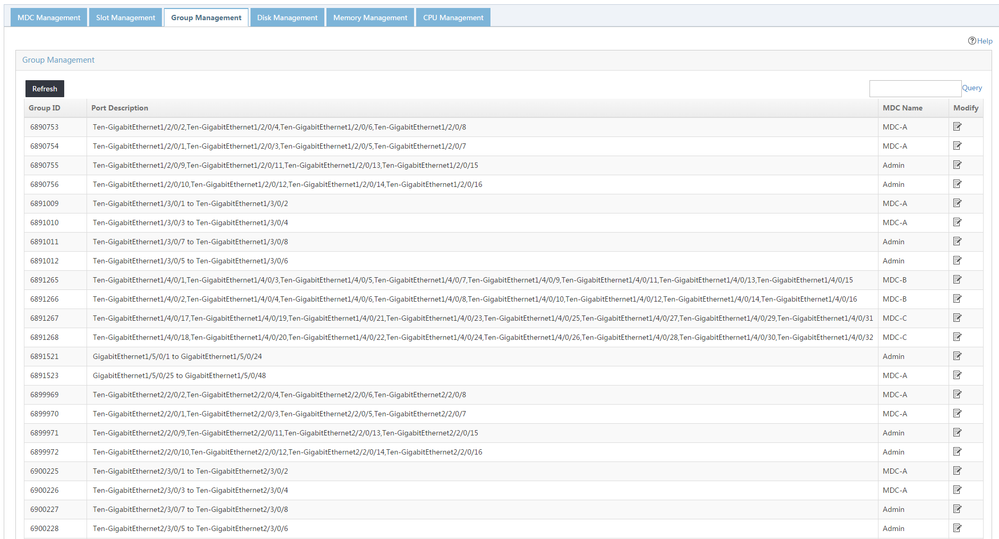 MDC Management Slot Management Group Management Disk Management Memory Management CPU Management
Help
Group Management
Refresh Query
Group ID Port Description MDC Name Modify
6890753 Ten-GigabitEthernet1/2/0/2,Ten-GigabitEthernet1/2/0/4,Ten-GigabitEthernet1/2/0/6,Ten-GigabitEthernet1/2/0/8 MDC-A
6890754 Ten-GigabitEthernet1/2/0/1,Ten-GigabitEthernet1/2/0/3,Ten-GigabitEthernet1/2/0/5,Ten-GigabitEthernet1/2/0/7 MDC-A
6890755 Ten-GigabitEthernet1/2/0/9,Ten-GigabitEthernet1/2/0/11,Ten-GigabitEthernet1/2/0/13,Ten-GigabitEthernet1/2/0/15 Admin
6890756 Ten-GigabitEthernet1/2/0/10,Ten-GigabitEthernet1/2/0/12,Ten-GigabitEthernet1/2/0/14,Ten-GigabitEthernet1/2/0/16 Admin
6891009 Ten-GigabitEthernet1/3/0/1 to Ten-GigabitEthernet1/3/0/2 MDC-A
6891010 Ten-GigabitEthernet1/3/0/3 to Ten-GigabitEthernet1/3/0/4 MDC-A
6891011 Ten-GigabitEthernet1/3/0/7 to Ten-GigabitEthernet1/3/0/8 Admin
6891012 Ten-GigabitEthernet1/3/0/5 to Ten-GigabitEthernet1/3/0/6 Admin
6891265 Ten-GigabitEthernet1/4/0/1,Ten-GigabitEthernet1/4/0/3,Ten-GigabitEthernet1/4/0/5,Ten-GigabitEthernet1/4/0/7,Ten-GigabitEthernet1/4/0/9,Ten-GigabitEthernet1/4/0/11,Ten-GigabitEthernet1/4/0/13,Ten-GigabitEthernet1/4/0/15 MDC-B
6891266 Ten-GigabitEthernet1/4/0/2,Ten-GigabitEthernet1/4/0/4,Ten-GigabitEthernet1/4/0/6,Ten-GigabitEthernet1/4/0/8,Ten-GigabitEthernet1/4/0/10,Ten-GigabitEthernet1/4/0/12,Ten-GigabitEthernet1/4/0/14,Ten-GigabitEthernet1/4/0/16 MDC-B
6891267 Ten-GigabitEthernet1/4/0/17,Ten-GigabitEthernet1/4/0/19,Ten-GigabitEthernet1/4/0/21,Ten-GigabitEthernet1/4/0/23,Ten-GigabitEthernet1/4/0/25,Ten-GigabitEthernet1/4/0/27,Ten-GigabitEthernet1/4/0/29,Ten-GigabitEthernet1/4/0/31 MDC-C
6891268 Ten-GigabitEthernet1/4/0/18,Ten-GigabitEthernet1/4/0/20,Ten-GigabitEthernet1/4/0/22,Ten-GigabitEthernet1/4/0/24,Ten-GigabitEthernet1/4/0/26,Ten-GigabitEthernet1/4/0/28,Ten-GigabitEthernet1/4/0/30,Ten-GigabitEthernet1/4/0/32 MDC-C
6891521 GigabitEthernet1/5/0/1 to GigabitEthernet1/5/0/24 Admin
6891523 GigabitEthernet1/5/0/25 to GigabitEthernet1/5/0/48 MDC-A
6899969 Ten-GigabitEthernet2/2/0/2,Ten-GigabitEthernet2/2/0/4,Ten-GigabitEthernet2/2/0/6,Ten-GigabitEthernet2/2/0/8 MDC-A
6899970 Ten-GigabitEthernet2/2/0/1,Ten-GigabitEthernet2/2/0/3,Ten-GigabitEthernet2/2/0/5,Ten-GigabitEthernet2/2/0/7 MDC-A
6899971 Ten-GigabitEthernet2/2/0/9,Ten-GigabitEthernet2/2/0/11,Ten-GigabitEthernet2/2/0/13,Ten-GigabitEthernet2/2/0/15 Admin
6899972 Ten-GigabitEthernet2/2/0/10,Ten-GigabitEthernet2/2/0/12,Ten-GigabitEthernet2/2/0/14,Ten-GigabitEthernet2/2/0/16 Admin
6900225 Ten-GigabitEthernet2/3/0/1 to Ten-GigabitEthernet2/3/0/2 MDC-A
6900226 Ten-GigabitEthernet2/3/0/3 to Ten-GigabitEthernet2/3/0/4 MDC-A
6900227 Ten-GigabitEthernet2/3/0/7 to Ten-GigabitEthernet2/3/0/8 Admin
6900228 Ten-GigabitEthernet2/3/0/5 to Ten-GigabitEthernet2/3/0/6 Admin